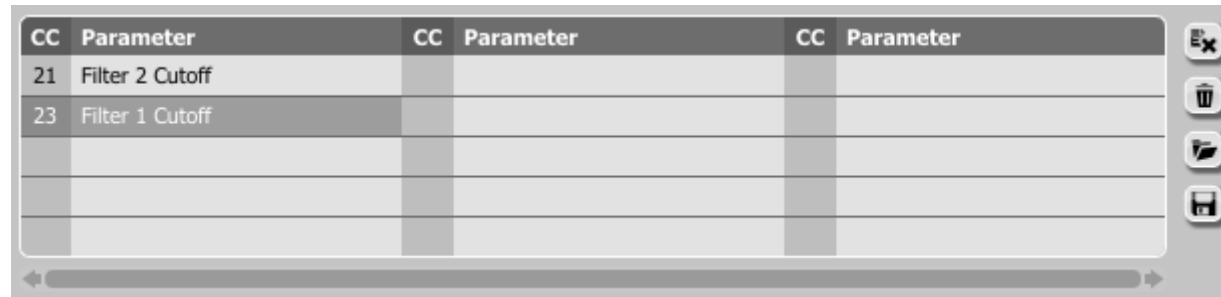 CC Parameter CC Parameter CC Parameter
21 Filter 2 Cutoff
23 Filter 1 Cutoff